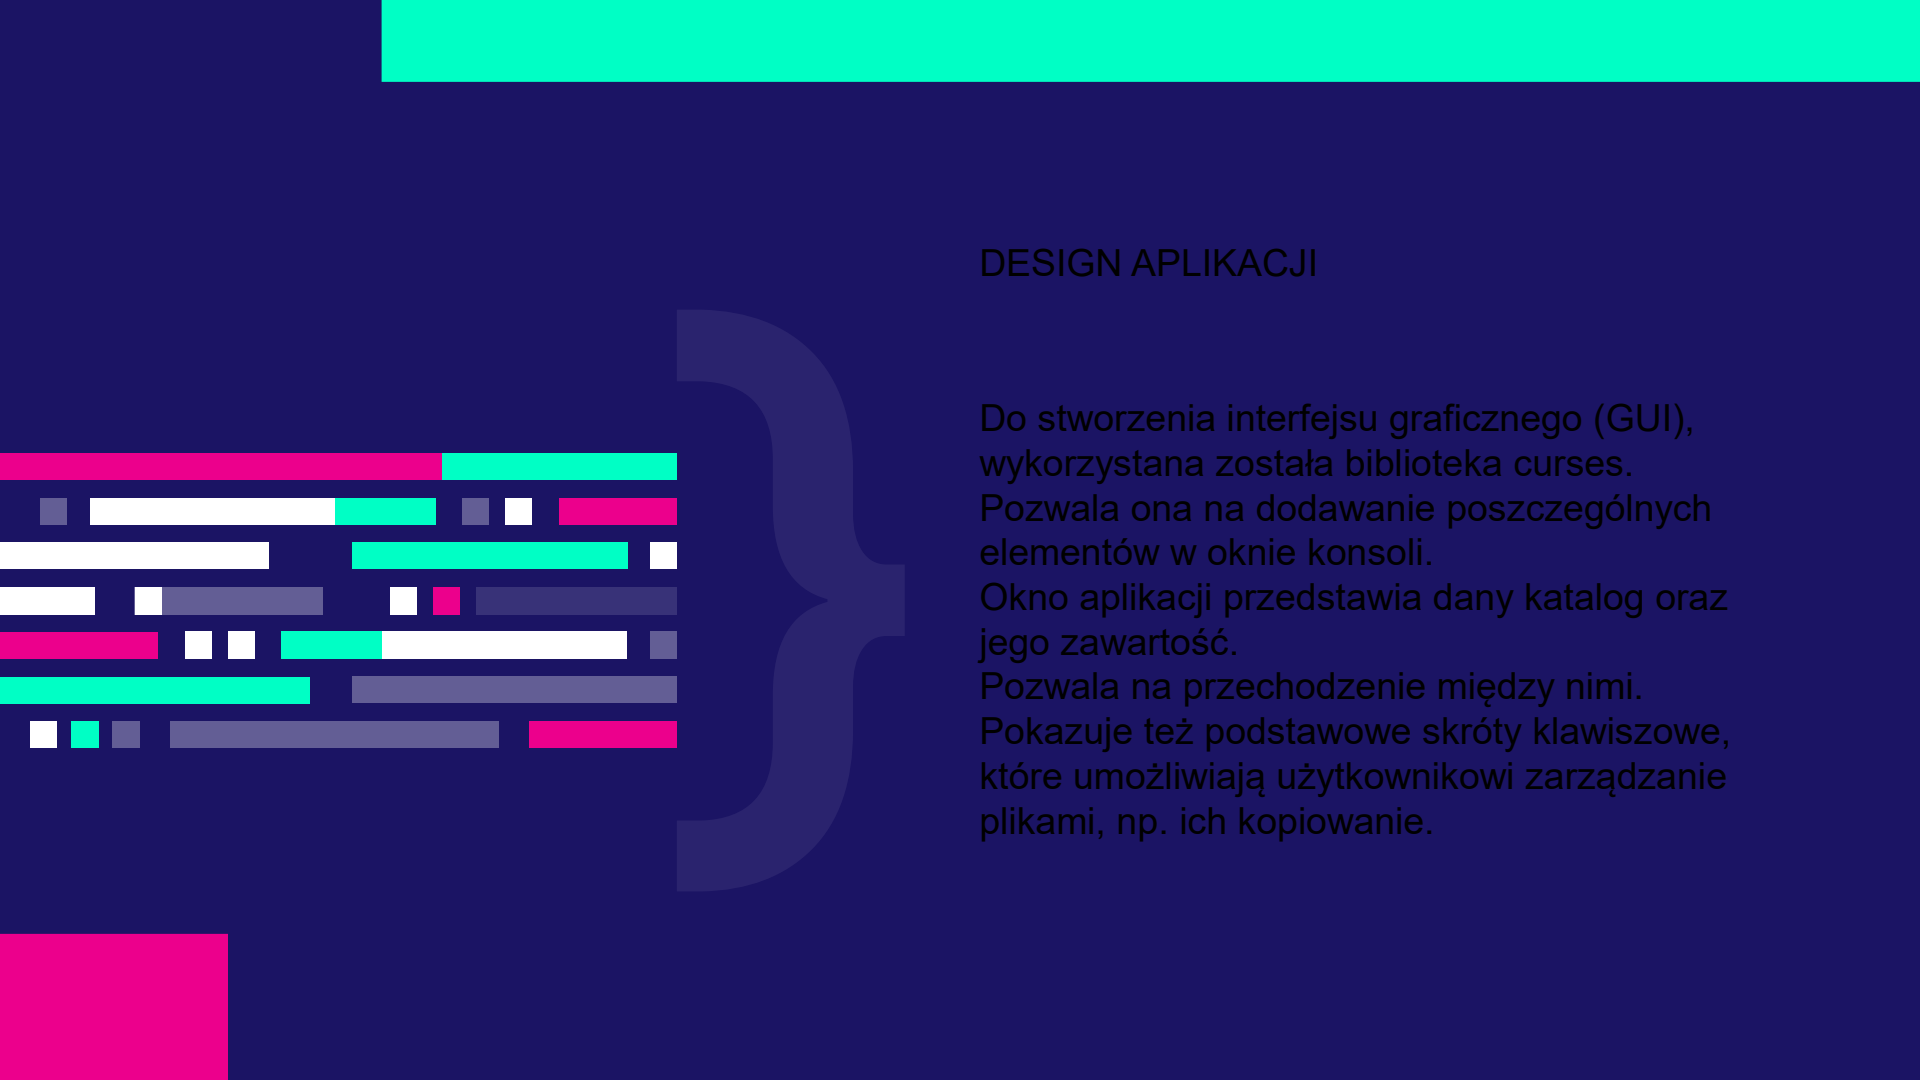 DESIGN APLIKACJI
Do stworzenia interfejsu graficznego (GUI),
wykorzystana została biblioteka curses.
Pozwala ona na dodawanie poszczególnych
elementów w oknie konsoli.
Okno aplikacji przedstawia dany katalog oraz
jego zawartość.
Pozwala na przechodzenie między nimi.
Pokazuje też podstawowe skróty klawiszowe,
które umożliwiają użytkownikowi zarządzanie
plikami, np. ich kopiowanie.